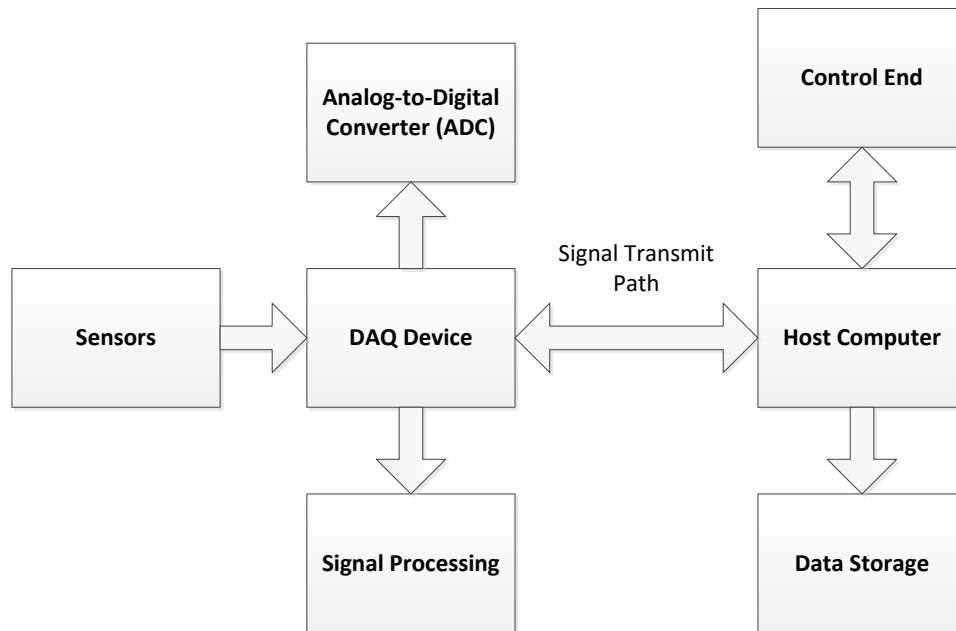 Analog-to-Digital
Converter (ADC)
Control End
Signal Transmit
Path
Sensors
DAQ Device
Host Computer
Signal Processing
Data Storage